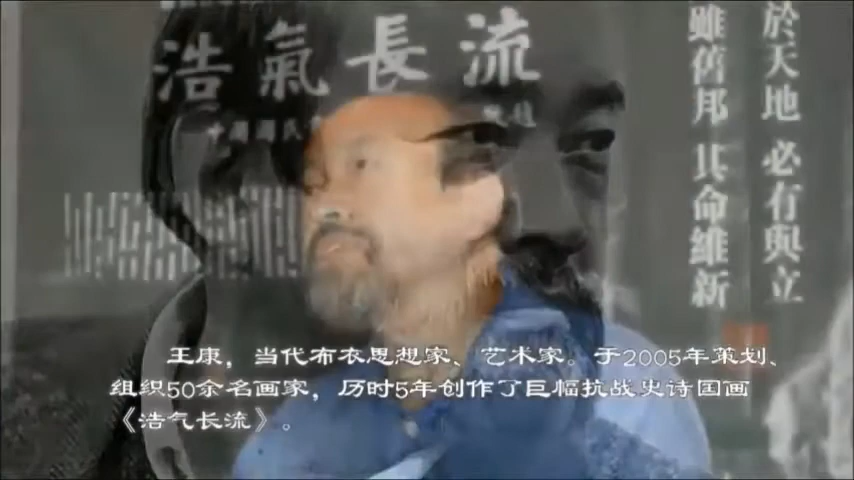 浩氣長流
於天地 必有與立
雖舊邦 其命維新
王康，当代布衣思想家、艺术家。于2005年策划、
组织50余名画家，历时5年创作了巨幅抗战史诗国画
《浩气长流》。